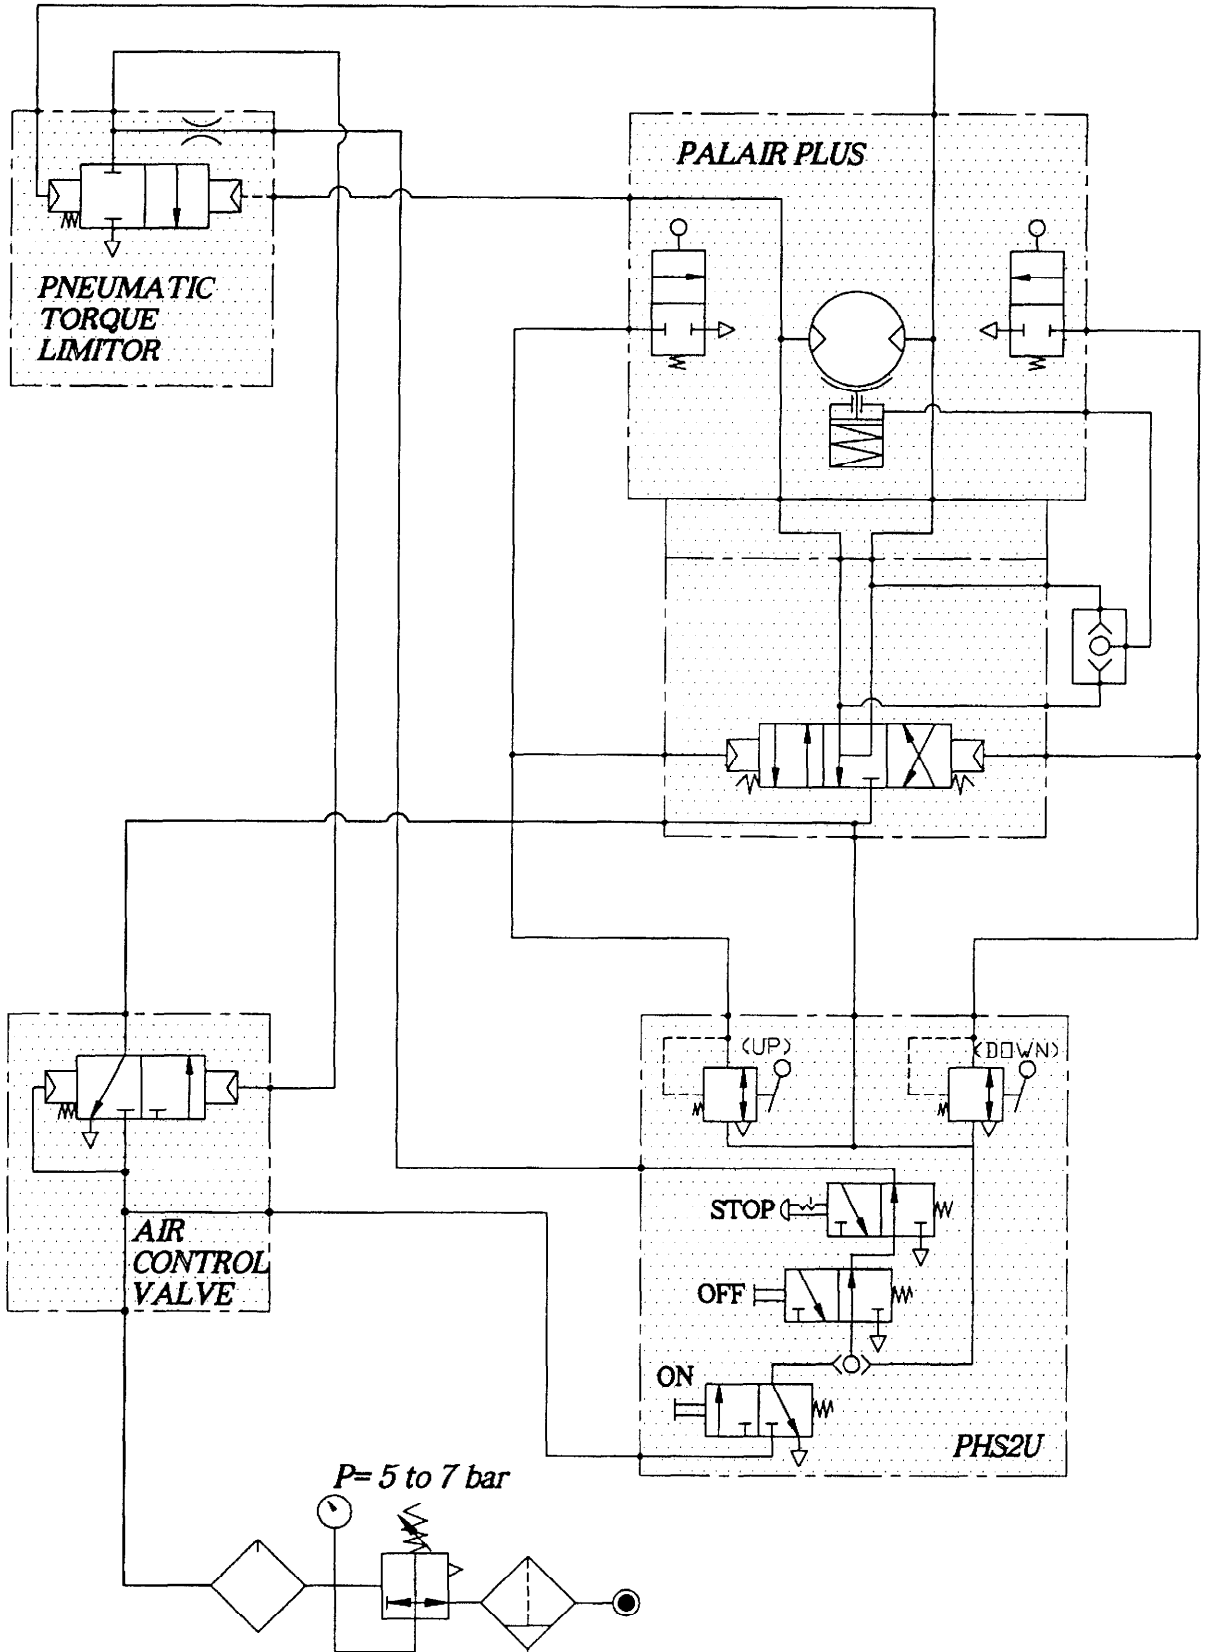 PALAIR PLUS
PNEUMATIC
TORQUE
LIMITOR
(UP)
(DOWN)
STOP
AIR
CONTROL
VALVE
OFF
ON
PHS2U
P= 5 to 7 bar